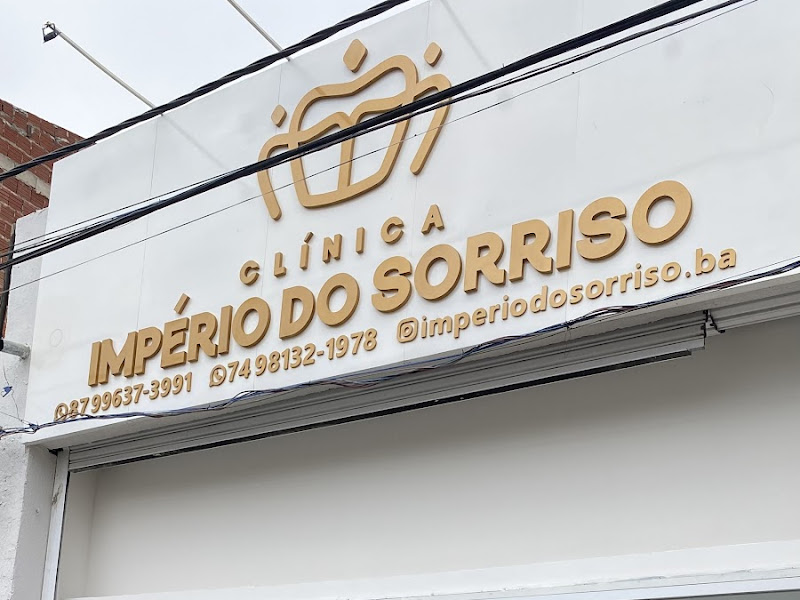 CLÍNICA
IMPÉRIO DO SORRISO
87 99637-3991 74 98132-1978 imperiodosorriso.ba